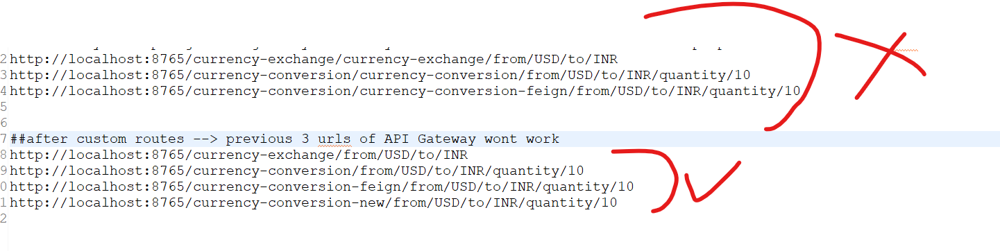 2http://localhost:8765/currency-exchange/currency-exchange/from/USD/to/INR
3http://localhost:8765/currency-conversion/currency-conversion/from/USD/to/INR/quantity/10
4http://localhost:8765/currency-conversion/currency-conversion-feign/from/USD/to/INR/quantity/10
5
6
7##after custom routes --> previous 3 urls of API Gateway wont work
8http://localhost:8765/currency-exchange/from/USD/to/INR
9http://localhost:8765/currency-conversion/from/USD/to/INR/quantity/10
0http://localhost:8765/currency-conversion-feign/from/USD/to/INR/quantity/10
1http://localhost:8765/currency-conversion-new/from/USD/to/INR/quantity/10
2